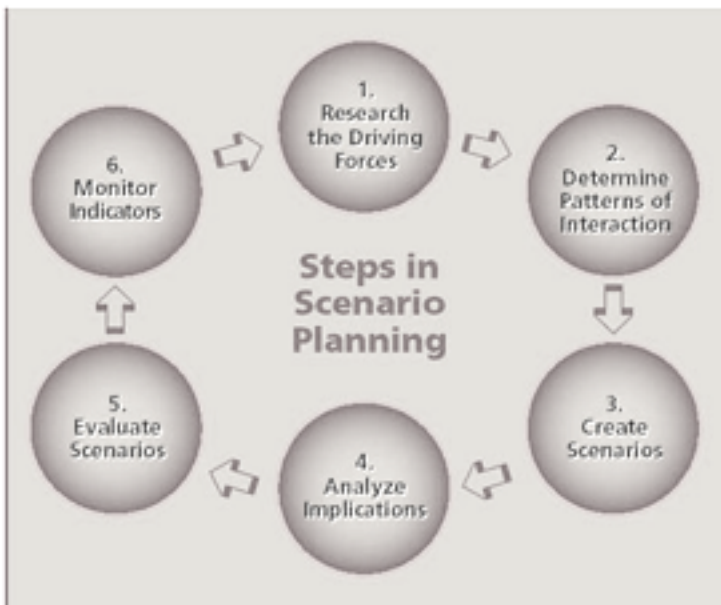 1.
Research
the Driving
Forces
2.
Determine
Patterns of
Interaction
3.
Create
Scenarios
4.
Analyze
Implications
5.
Evaluate
Scenarios
6.
Monitor
Indicators
Steps in
Scenario
Planning